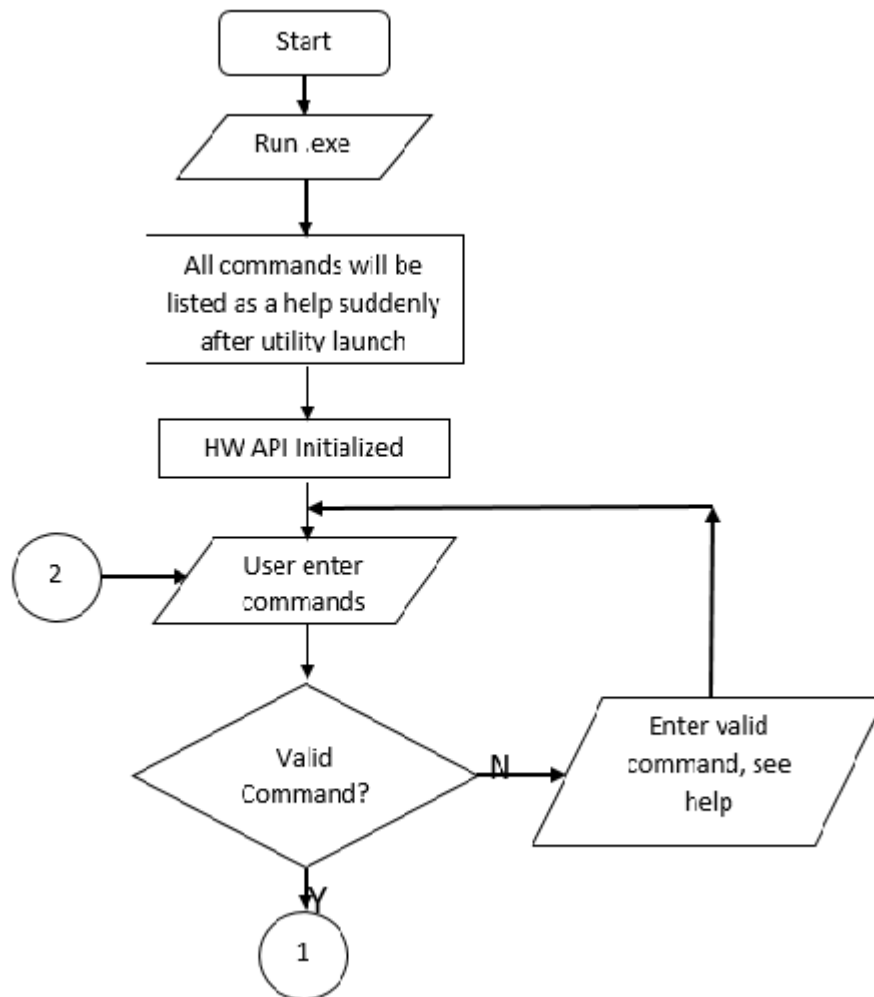 Start
Run .exe
All commands will be
listed as a help suddenly
after utility launch
HW API Initialized
2
User enter
commands
Valid
Command?
N
Enter valid
command, see
help
Y
1